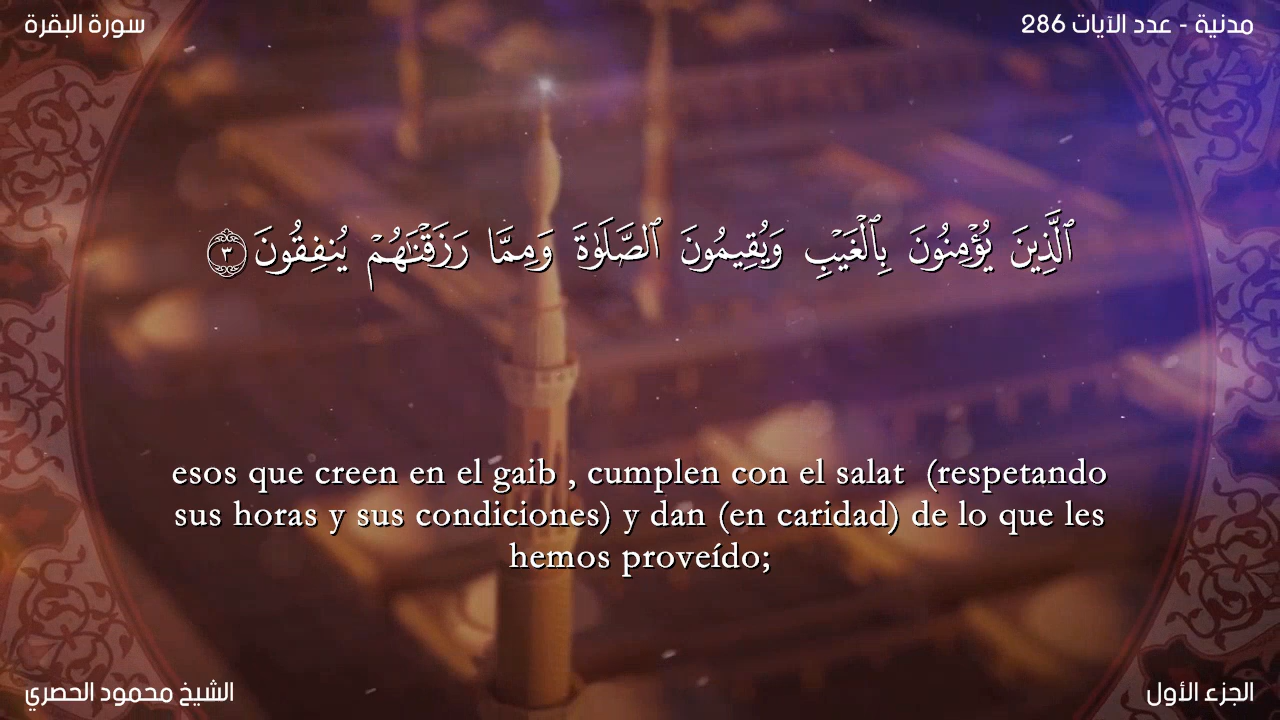 سورة البقرة
مدنية - عدد الآيات 286
ٱلَّذِينَ يُؤْمِنُونَ بِٱلْغَيْبِ وَيُقِيمُونَ ٱلصَّلَوٰةَ وَمِمَّا رَزَقْنَـٰهُمْ يُنفِقُونَ ٣
esos que creen en el gaib , cumplen con el salat (respetando
sus horas y sus condiciones) y dan (en caridad) de lo que les
hemos proveído;
الشيخ محمود الحصري
الجزء الأول